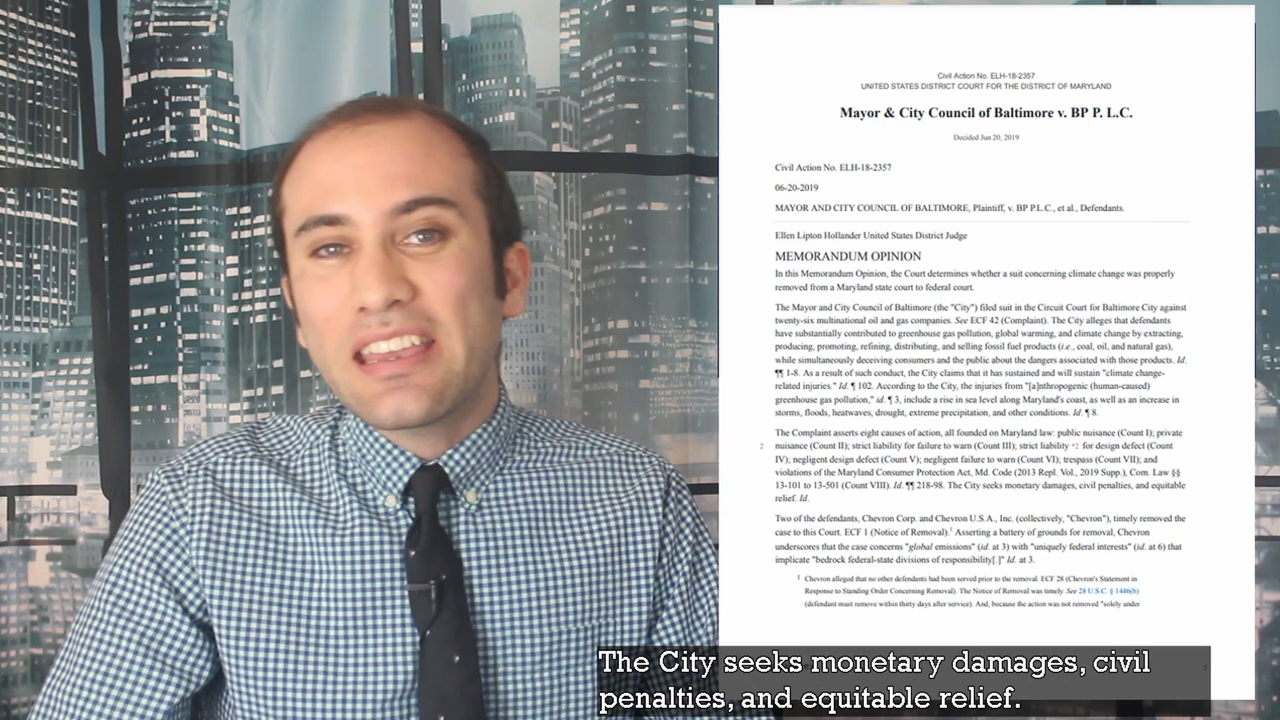 Civil Action No. ELH-18-2357
UNITED STATES DISTRICT COURT FOR THE DISTRICT OF MARYLAND
Mayor & City Council of Baltimore v. BP P. L.C.
Decided Jun 20, 2019
Civil Action No. ELH-18-2357
06-20-2019
MAYOR AND CITY COUNCIL OF BALTIMORE, Plaintiff, v. BP P.L.C., et al., Defendants.
Ellen Lipton Hollander United States District Judge
MEMORANDUM OPINION
In this Memorandum Opinion, the Court determines whether a suit concerning climate change was properly
removed from a Maryland state court to federal court.
The Mayor and City Council of Baltimore (the "City") filed suit in the Circuit Court for Baltimore City against
twenty-six multinational oil and gas companies. See ECF 42 (Complaint). The City alleges that defendants
have substantially contributed to greenhouse gas pollution, global warming, and climate change by extracting,
producing, promoting, refining, distributing, and selling fossil fuel products (i.e., coal, oil, and natural gas),
while simultaneously deceiving consumers and the public about the dangers associated with those products. Id.
¶¶ 1-8. As a result of such conduct, the City claims that it has sustained and will sustain "climate change-
related injuries." Id. ¶ 102. According to the City, the injuries from "[a]nthropogenic (human-caused)
greenhouse gas pollution," id. ¶ 3, include a rise in sea level along Maryland's coast, as well as an increase in
storms, floods, heatwaves, drought, extreme precipitation, and other conditions. Id. ¶ 8.
The Complaint asserts eight causes of action, all founded on Maryland law: public nuisance (Count I); private
2 nuisance (Count II); strict liability for failure to warn (Count III); strict liability *2 for design defect (Count
IV); negligent design defect (Count V); negligent failure to warn (Count VI); trespass (Count VII); and
violations of the Maryland Consumer Protection Act, Md. Code (2013 Repl. Vol., 2019 Supp.), Com. Law §§
13-101 to 13-501 (Count VIII). Id. ¶¶ 218-98. The City seeks monetary damages, civil penalties, and equitable
relief. Id.
Two of the defendants, Chevron Corp. and Chevron U.S.A., Inc. (collectively, "Chevron"), timely removed the
case to this Court. ECF 1 (Notice of Removal).1 Asserting a battery of grounds for removal, Chevron
underscores that the case concerns "global emissions" (id. at 3) with "uniquely federal interests" (id. at 6) that
implicate "bedrock federal-state divisions of responsibility[.]" Id. at 3.
1 Chevron alleged that no other defendants had been served prior to the removal. ECF 28 (Chevron's Statement in
Response to Standing Order Concerning Removal). The Notice of Removal was timely. See 28 U.S.C. § 1446(b)
(defendant must remove within thirty days after service). And, because the action was not removed "solely under
The City seeks monetary damages, civil
penalties, and equitable relief.